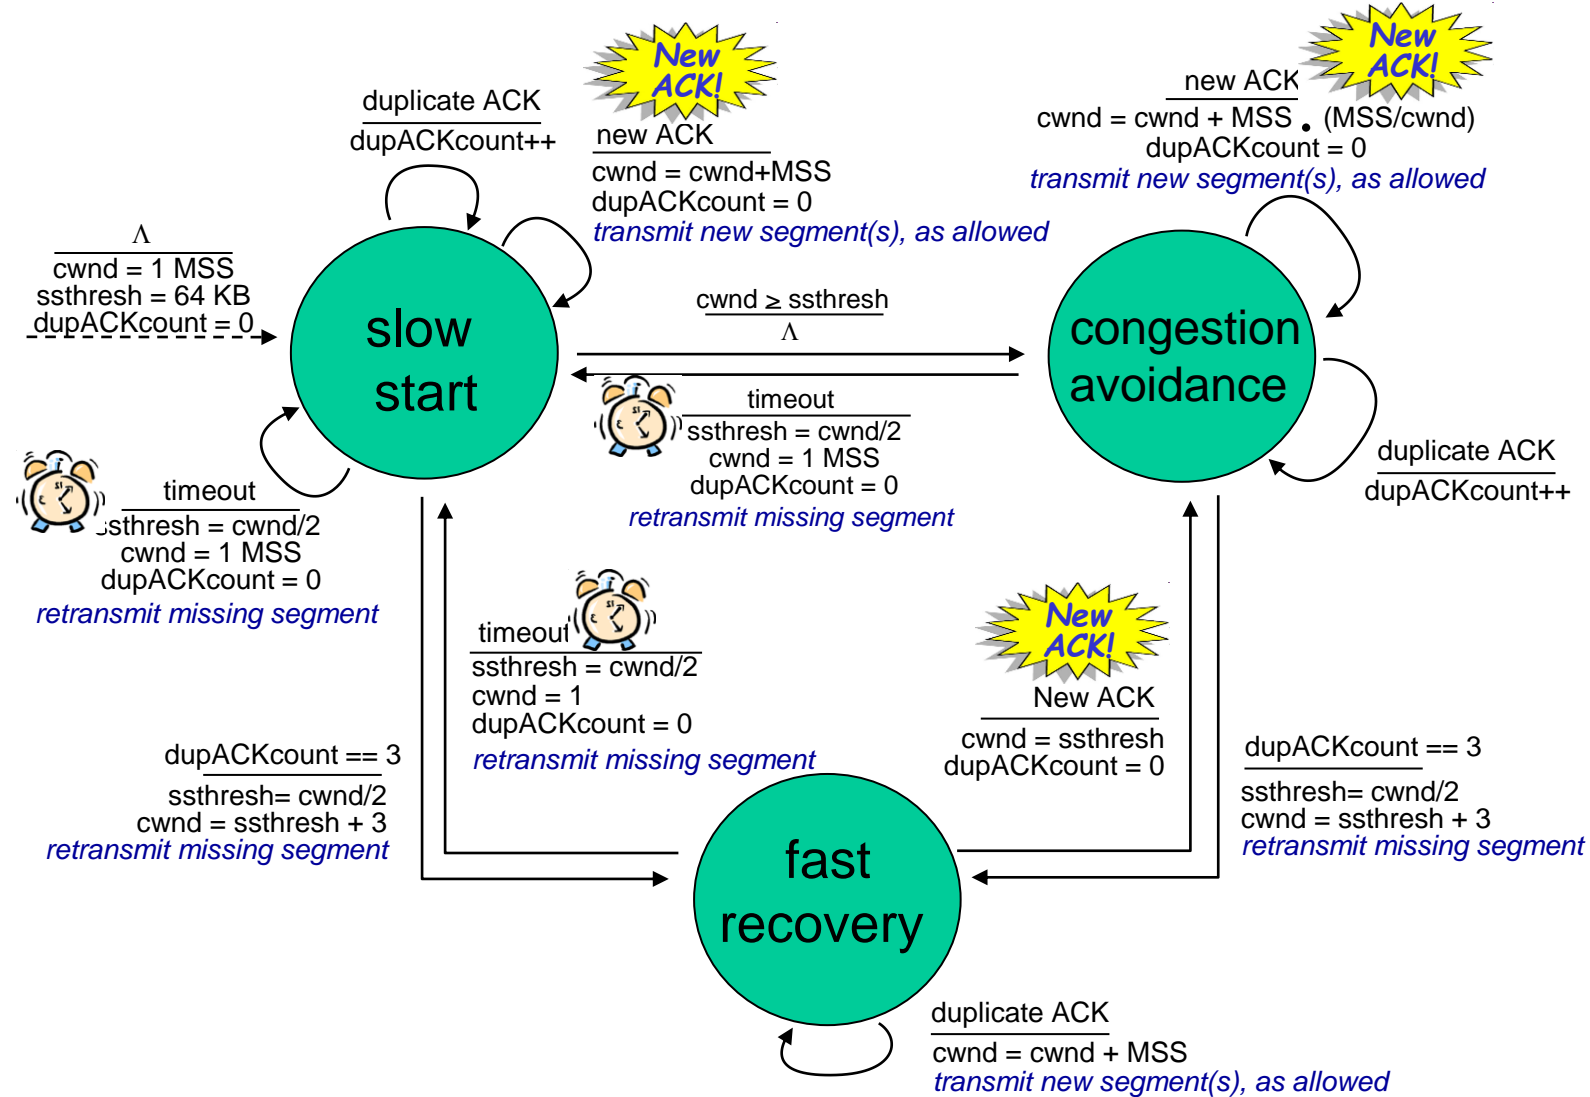 New
ACK!
duplicate ACK
dupACKcount++
new ACK
cwnd = cwnd+MSS
dupACKcount = 0
transmit new segment(s), as allowed
New
ACK!
new ACK
cwnd = cwnd + MSS • (MSS/cwnd)
dupACKcount = 0
transmit new segment(s), as allowed
Λ
cwnd = 1 MSS
ssthresh = 64 KB
dupACKcount = 0
slow
start
cwnd ≥ ssthresh
Λ
congestion
avoidance
timeout
ssthresh = cwnd/2
cwnd = 1 MSS
dupACKcount = 0
retransmit missing segment
duplicate ACK
dupACKcount++
timeout
ssthresh = cwnd/2
cwnd = 1 MSS
dupACKcount = 0
retransmit missing segment
timeout
ssthresh = cwnd/2
cwnd = 1
dupACKcount = 0
retransmit missing segment
New
ACK!
New ACK
cwnd = ssthresh
dupACKcount = 0
dupACKcount == 3
ssthresh= cwnd/2
cwnd = ssthresh + 3
retransmit missing segment
dupACKcount == 3
ssthresh= cwnd/2
cwnd = ssthresh + 3
retransmit missing segment
fast
recovery
duplicate ACK
cwnd = cwnd + MSS
transmit new segment(s), as allowed